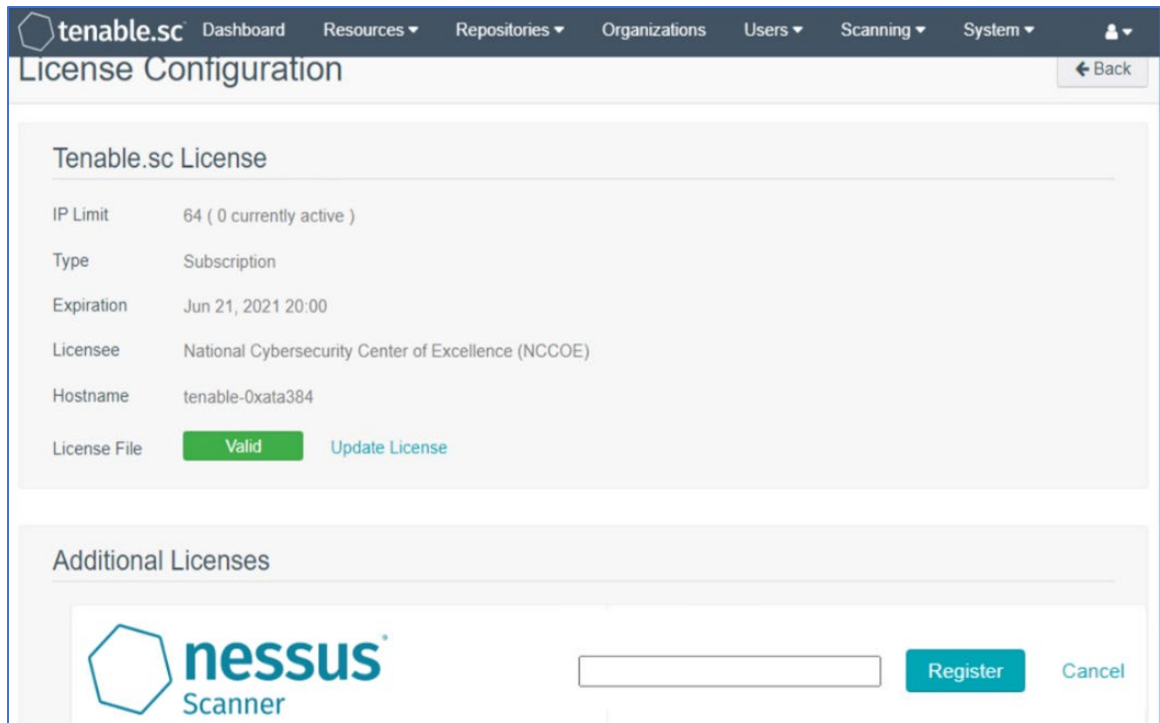 tenable.sc Dashboard Resources Repositories Organizations Users Scanning System
License Configuration
Back
Tenable.sc License
IP Limit 64 ( 0 currently active )
Type Subscription
Expiration Jun 21, 2021 20:00
Licensee National Cybersecurity Center of Excellence (NCCOE)
Hostname tenable-0xata384
License File Valid Update License
Additional Licenses
nessus®
Scanner
Register Cancel